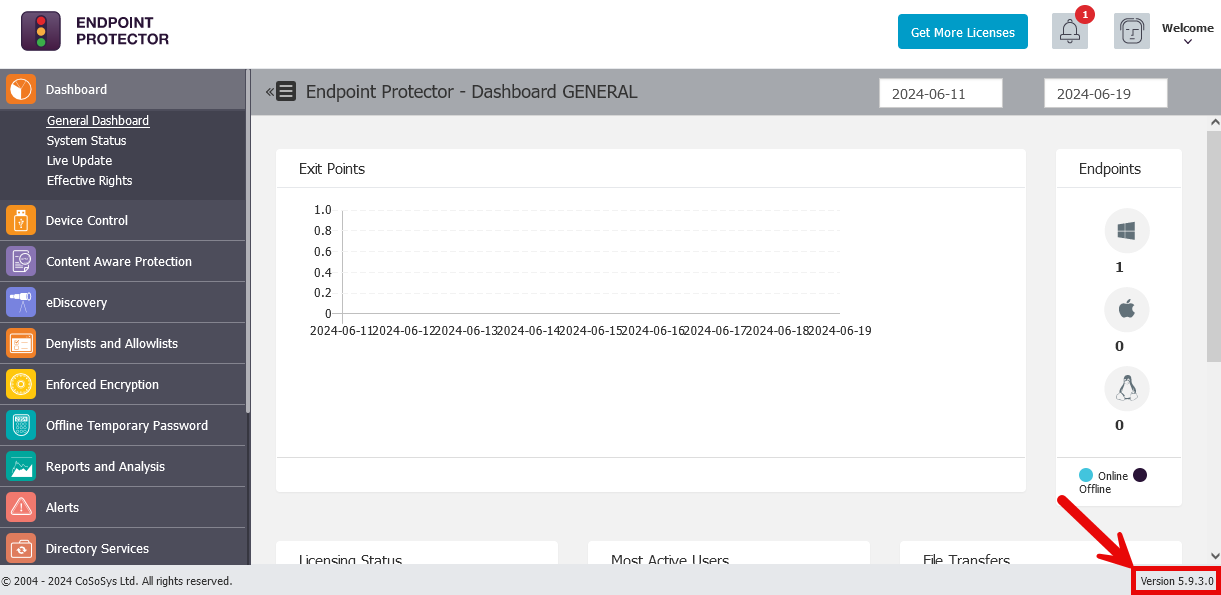 ENDPOINT
PROTECTOR
Get More Licenses
1
Welcome
Dashboard
General Dashboard
System Status
Live Update
Effective Rights
Device Control
Content Aware Protection
eDiscovery
Denylists and Allowlists
Enforced Encryption
Offline Temporary Password
Reports and Analysis
Alerts
Directory Services
Endpoint Protector - Dashboard GENERAL
2024-06-11
2024-06-19
Exit Points
1.0
0.8
0.6
0.4
0.2
0
2024-06-11 2024-06-12 2024-06-13 2024-06-14 2024-06-15 2024-06-16 2024-06-17 2024-06-18 2024-06-19
Endpoints
1
0
0
Online
Offline
Licensing Status
Most Active Users
File Transfers
© 2004 - 2024 CoSoSys Ltd. All rights reserved.
Version 5.9.3.0